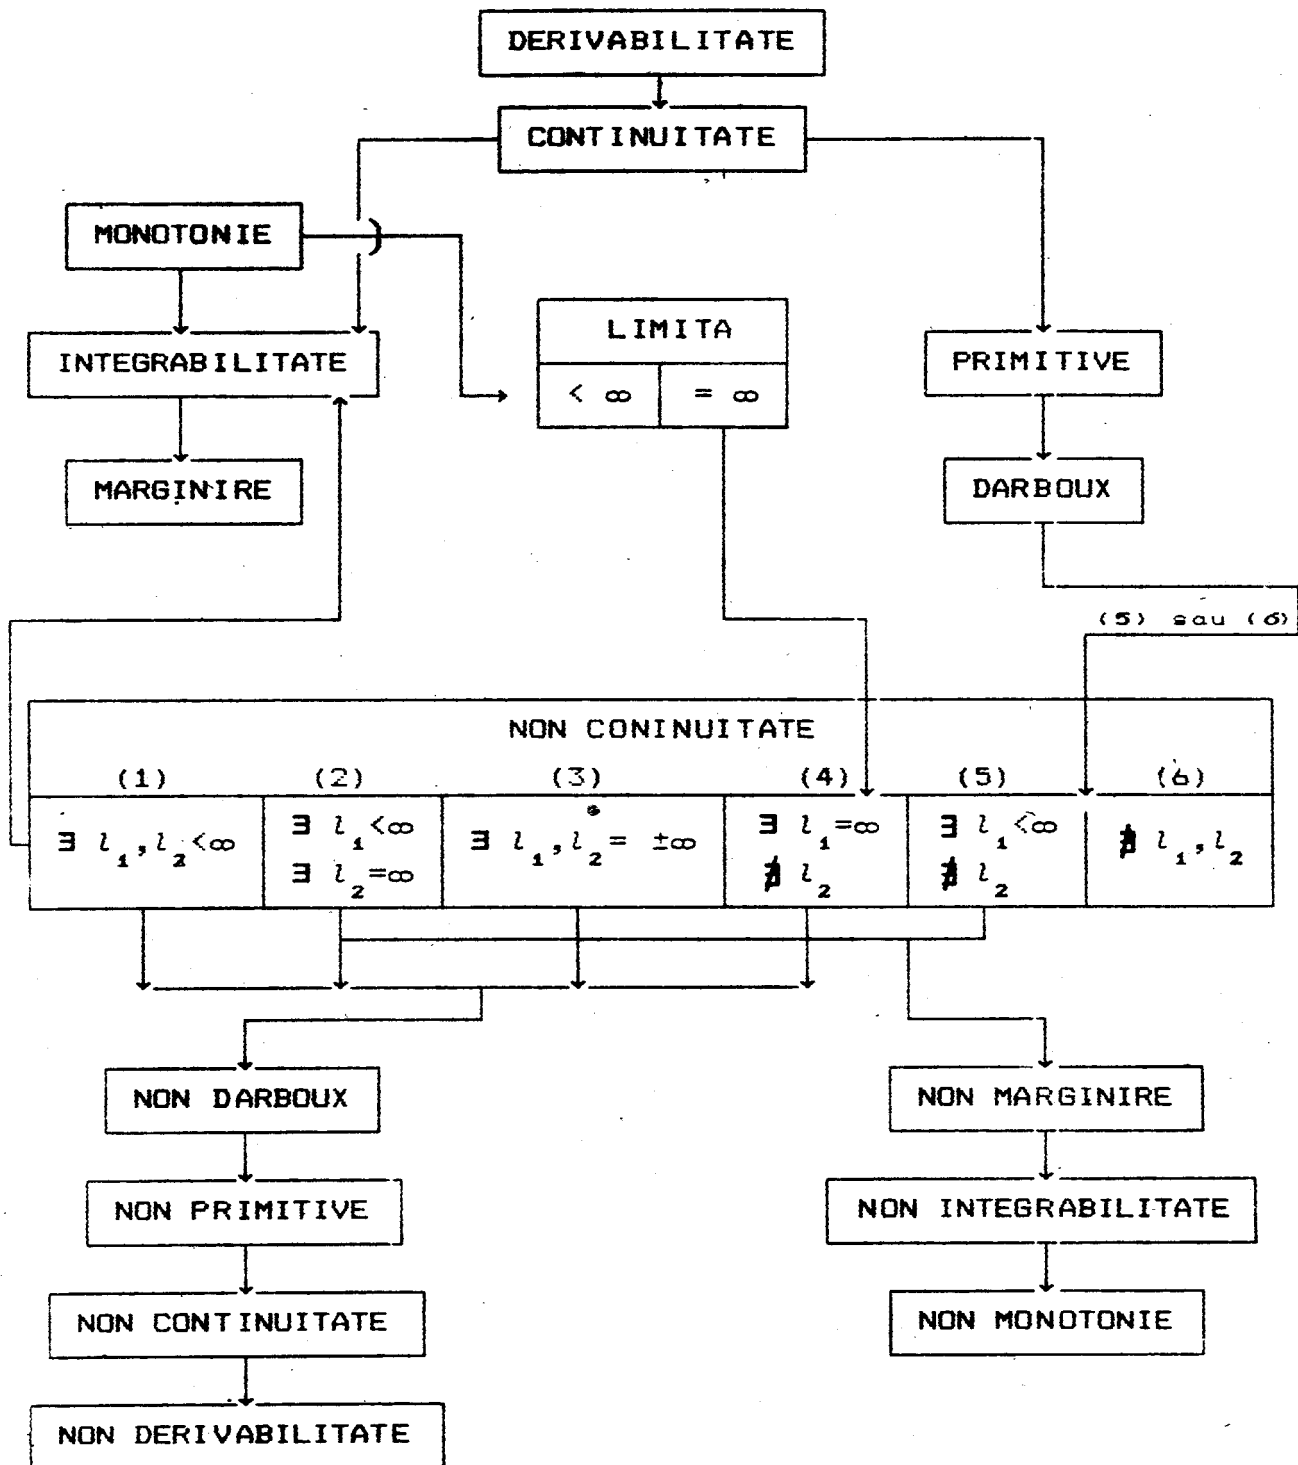 DERIVABILITATE
CONTINUITATE
MONOTONIE
LIMITA
INTEGRABILITATE
PRIMITIVE
< ∞ = ∞
MARGINIRE
DARBOUX
(5) sau (6)
NON CONINUITATE
(1) (2) (3) (4) (5) (6)
∃ l₁,l₂<∞
∃ l₁<∞
∃ l₂=∞
∃ l₁,l₂= ±∞
∃ l₁=∞
∄ l₂
∃ l₁<∞
∄ l₂
∄ l₁,l₂
NON DARBOUX
NON MARGINIRE
NON PRIMITIVE
NON INTEGRABILITATE
NON CONTINUITATE
NON MONOTONIE
NON DERIVABILITATE